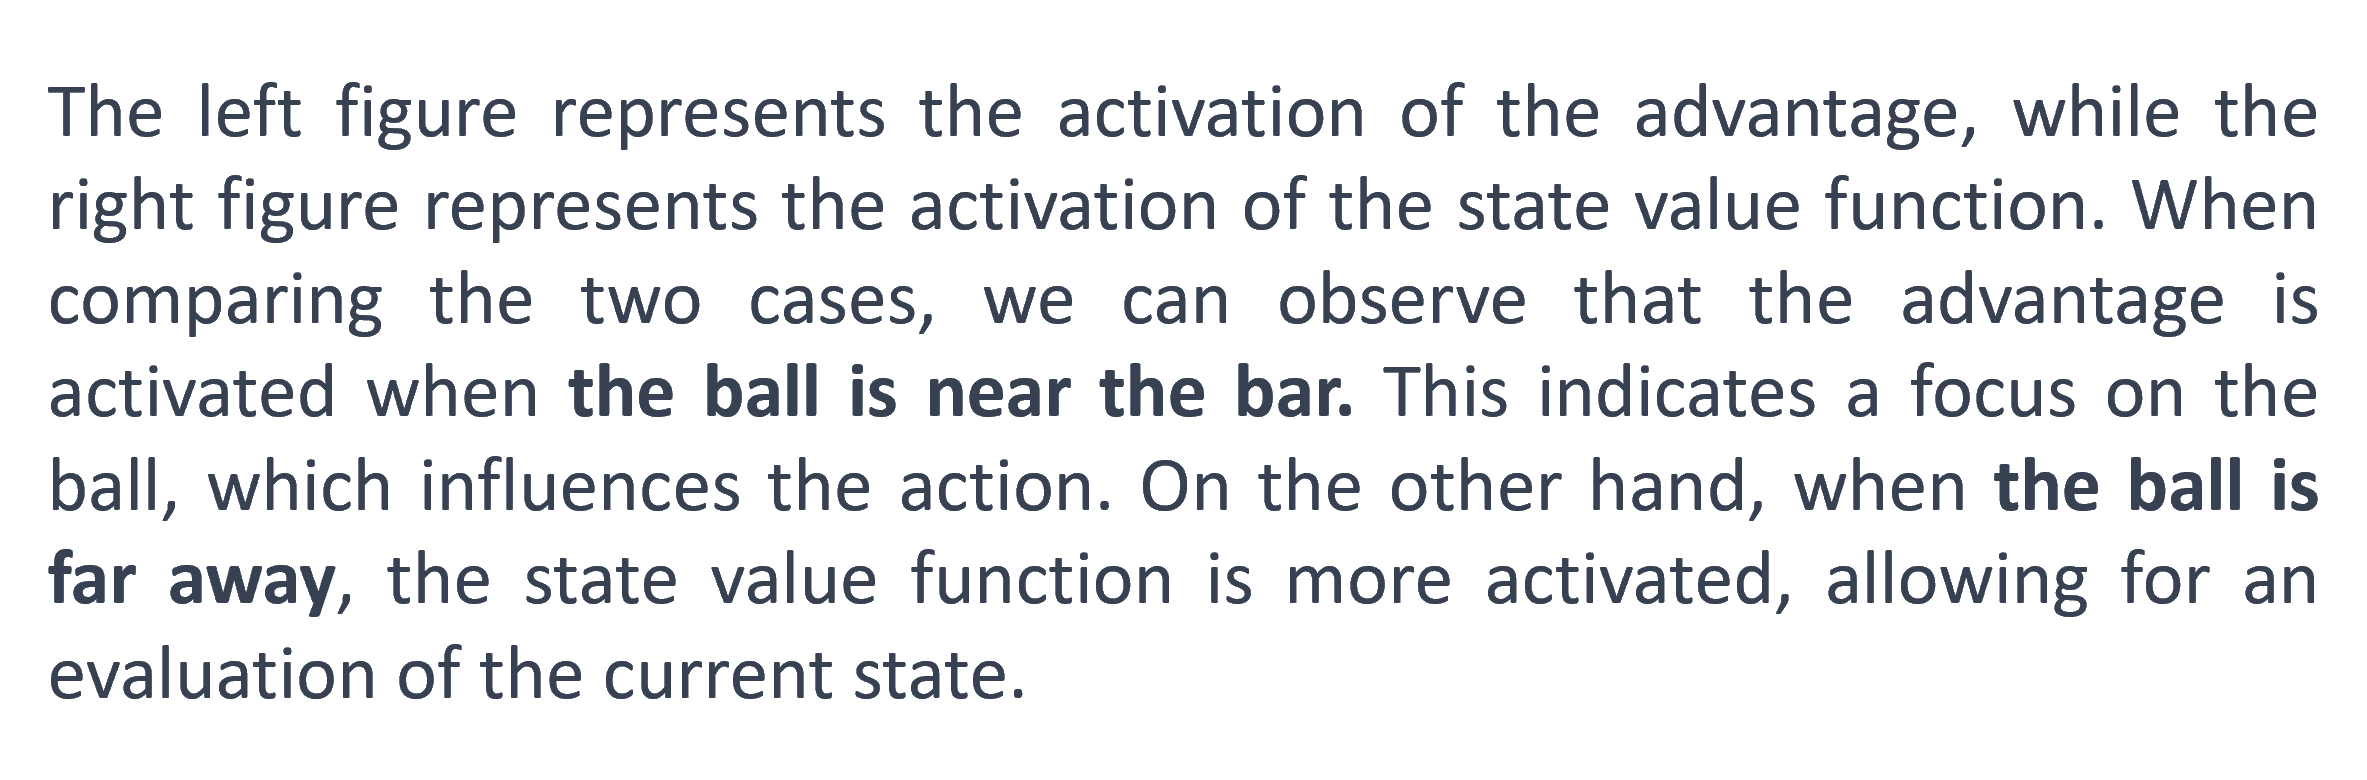 The left figure represents the activation of the advantage, while the
right figure represents the activation of the state value function. When
comparing the two cases, we can observe that the advantage is
activated when the ball is near the bar. This indicates a focus on the
ball, which influences the action. On the other hand, when the ball is
far away, the state value function is more activated, allowing for an
evaluation of the current state.